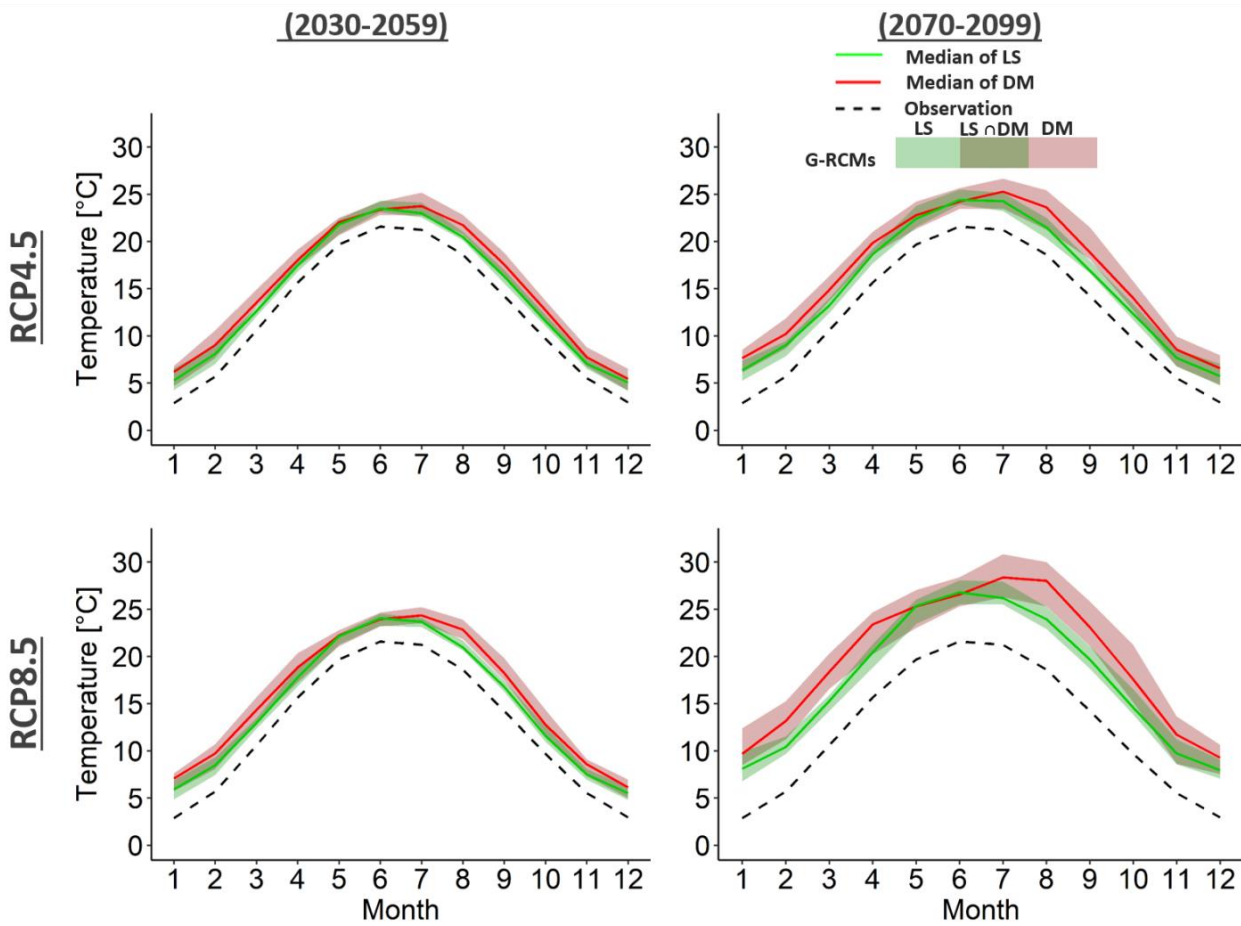 (2030-2059)
(2070-2099)
Median of LS
Median of DM
Observation
LS LS ∩DM DM
G-RCMs
RCP4.5
Temperature [°C]
30
25
20
15
10
5
0
1 2 3 4 5 6 7 8 9 10 11 12
30
25
20
15
10
5
0
1 2 3 4 5 6 7 8 9 10 11 12
RCP8.5
Temperature [°C]
30
25
20
15
10
5
0
1 2 3 4 5 6 7 8 9 10 11 12
Month
30
25
20
15
10
5
0
1 2 3 4 5 6 7 8 9 10 11 12
Month